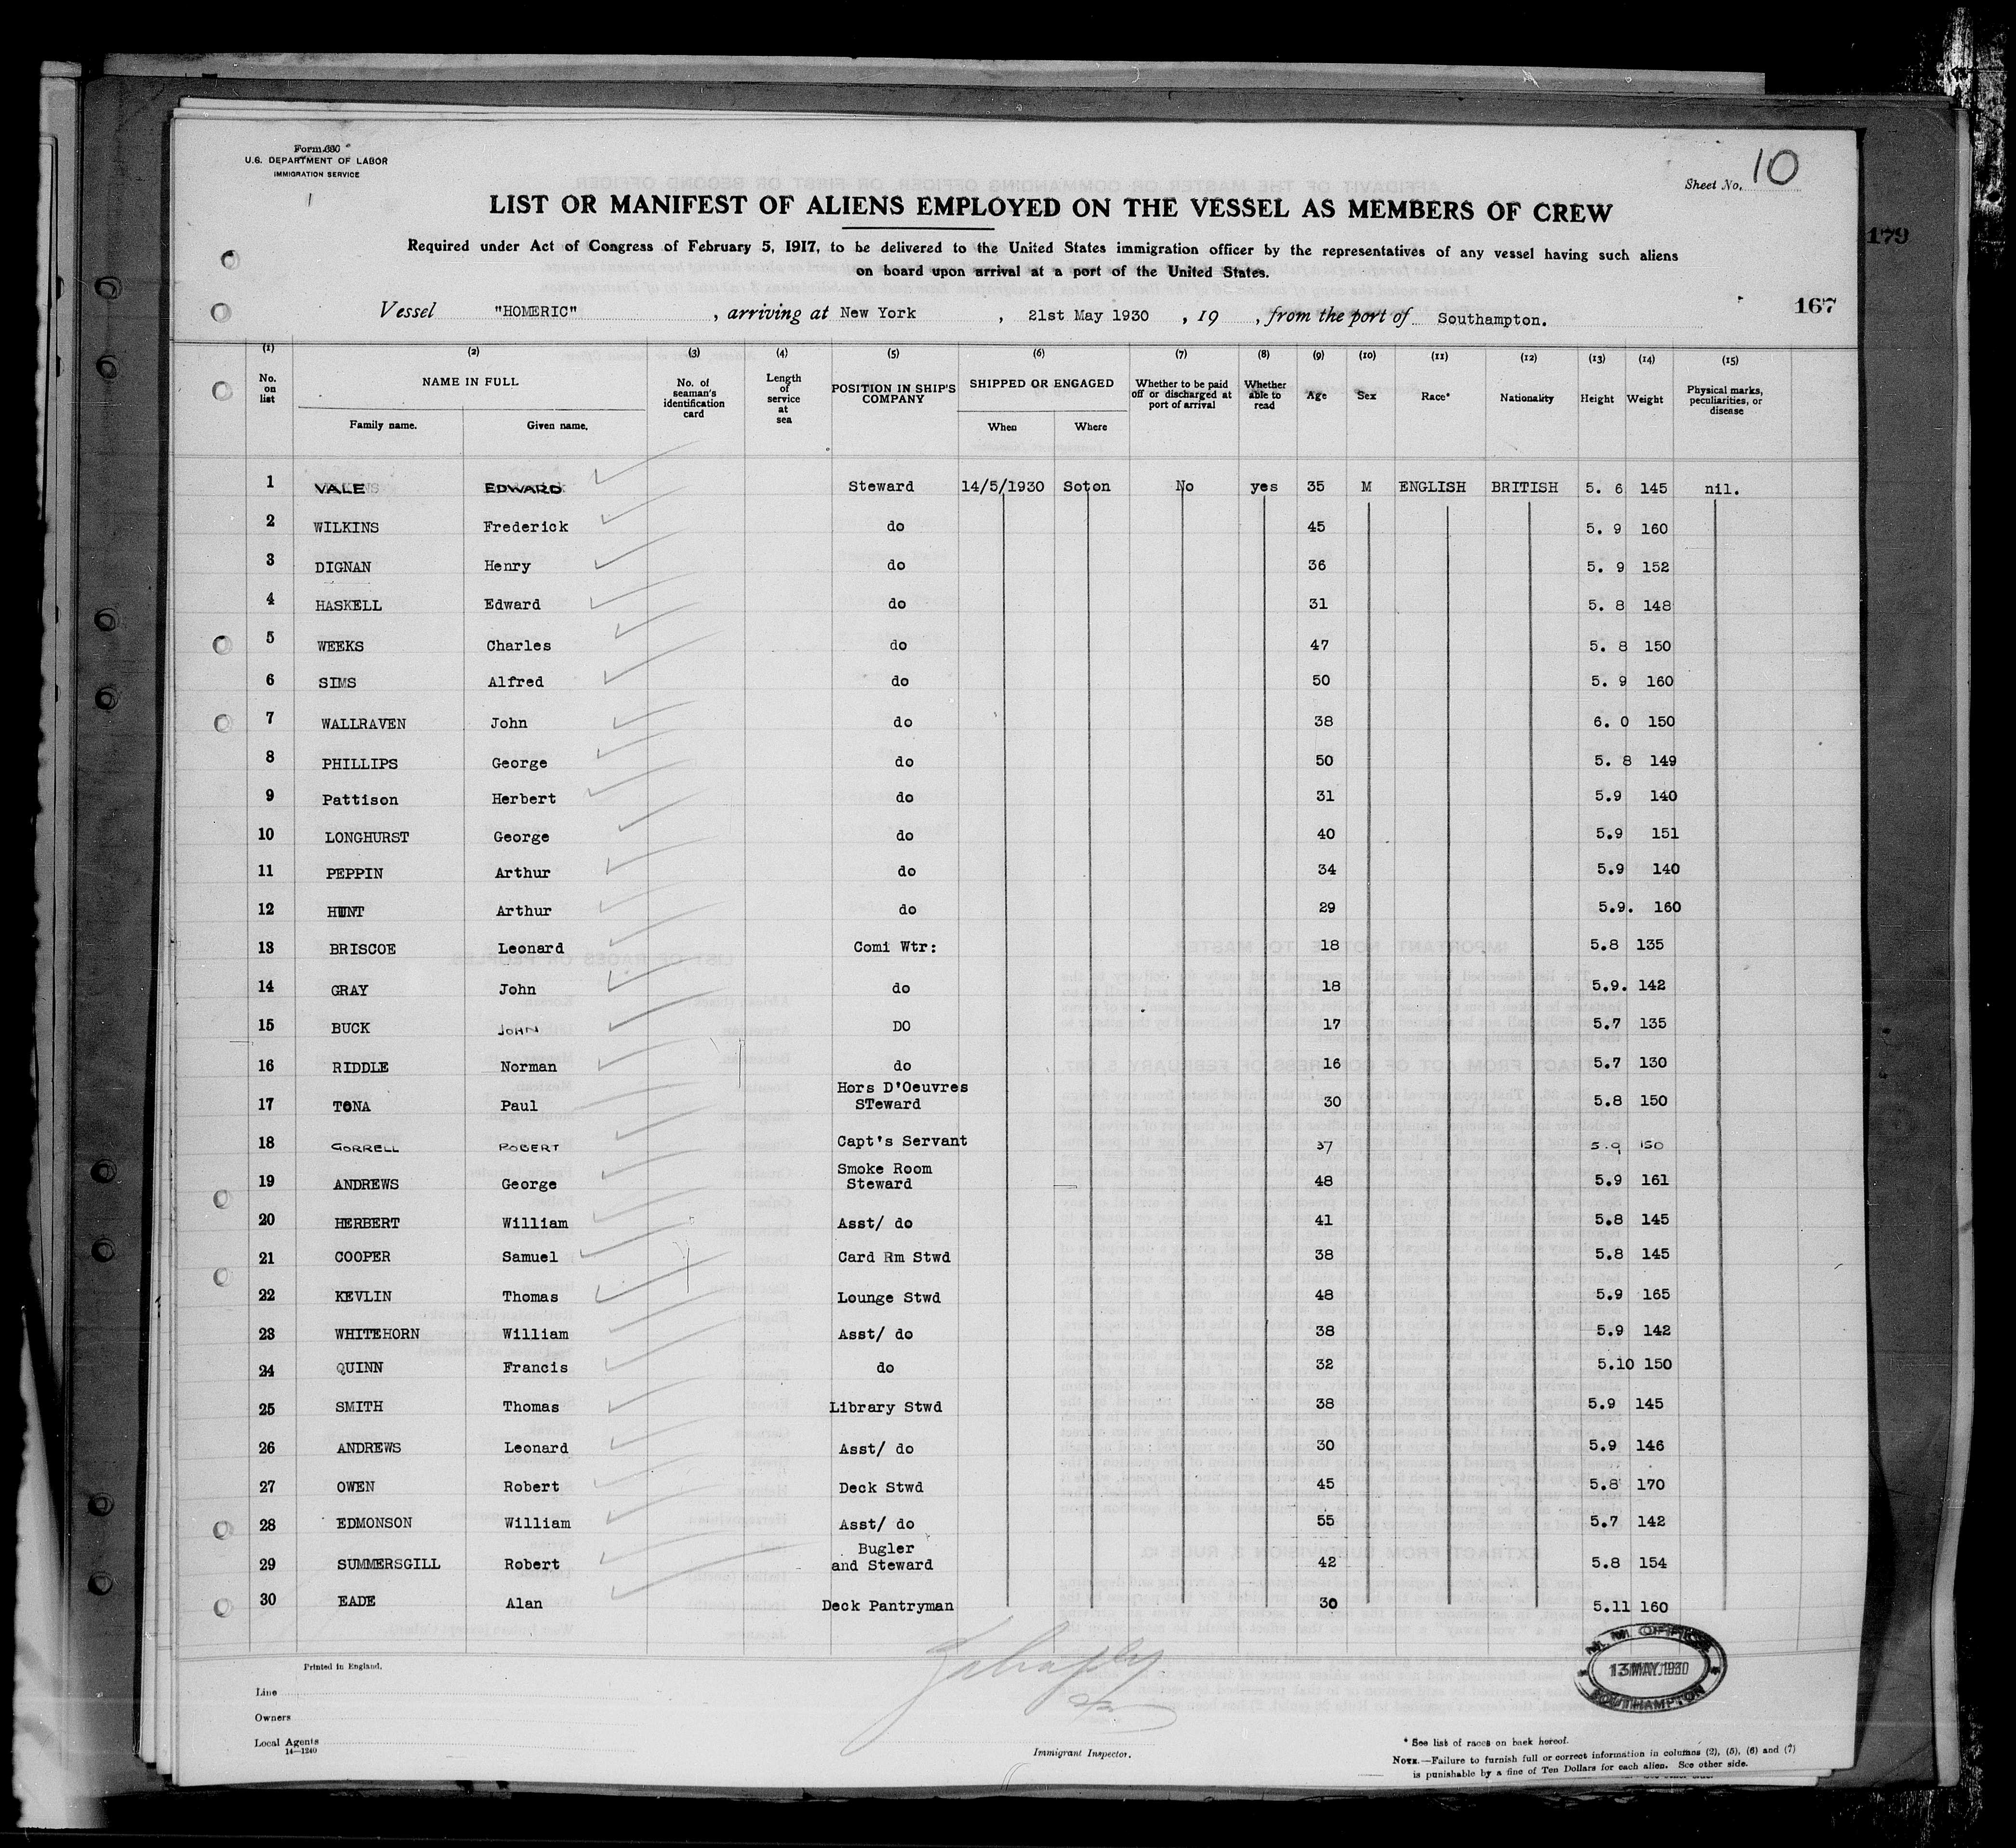 Form 680
U.S. DEPARTMENT OF LABOR
IMMIGRATION SERVICE
Sheet No. 10
LIST OR MANIFEST OF ALIENS EMPLOYED ON THE VESSEL AS MEMBERS OF CREW
179
Required under Act of Congress of February 5, 1917, to be delivered to the United States immigration officer by the representatives of any vessel having such aliens
on board upon arrival at a port of the United States.
167
Vessel "HOMERIC", arriving at New York, 21st May 1930, 19, from the port of Southampton.
(1) (2) (3) (4) (5) (6) (7) (8) (9) (10) (11) (12) (13) (14) (15)
No. on list NAME IN FULL Family name. Given name. No. of seaman's identification card Length of service at sea POSITION IN SHIP'S COMPANY SHIPPED OR ENGAGED When Where Whether to be paid off or discharged at port of arrival Whether able to read Age Sex Race* Nationality Height Weight Physical marks, peculiarities, or disease
1 VALE EDWARD Steward 14/5/1930 Soton No yes 35 M ENGLISH BRITISH 5. 6 145 nil.
2 WILKINS Frederick do 45 5. 9 160
3 DIGNAN Henry do 36 5. 9 152
4 HASKELL Edward do 31 5. 8 148
5 WEEKS Charles do 47 5. 8 150
6 SIMS Alfred do 50 5. 9 160
7 WALLRAVEN John do 38 6. 0 150
8 PHILLIPS George do 50 5. 8 149
9 Pattison Herbert do 31 5.9 140
10 LONGHURST George do 40 5.9 151
11 PEPPIN Arthur do 34 5.9 140
12 HUNT Arthur do 29 5.9. 160
13 BRISCOE Leonard Comi Wtr: 18 5.8 135
14 GRAY John do 18 5.9. 142
15 BUCK JOHN DO 17 5.7 135
16 RIDDLE Norman do 16 5.7 130
17 TONA Paul Hors D'Oeuvres STeward 30 5.8 150
18 GORRELL ROBERT Capt's Servant 37 5.9 150
19 ANDREWS George Smoke Room Steward 48 5.9 161
20 HERBERT William Asst/ do 41 5.8 145
21 COOPER Samuel Card Rm Stwd 38 5.8 145
22 KEVLIN Thomas Lounge Stwd 48 5.9 165
23 WHITEHORN William Asst/ do 38 5.9 142
24 QUINN Francis do 32 5.10 150
25 SMITH Thomas Library Stwd 38 5.9 145
26 ANDREWS Leonard Asst/ do 30 5.9 146
27 OWEN Robert Deck Stwd 45 5.8 170
28 EDMONSON William Asst/ do 55 5.7 142
29 SUMMERSGILL Robert Bugler and Steward 42 5.8 154
30 EADE Alan Deck Pantryman 30 5.11 160
M. M. OFFICE
13 MAY 1930
SOUTHAMPTON
Printed in England.
Line
Owners
Local Agents
14—1240
Immigrant Inspector.
* See list of races on back hereof.
NOTE.—Failure to furnish full or correct information in columns (2), (5), (6) and (7)
is punishable by a fine of Ten Dollars for each alien. See other side.